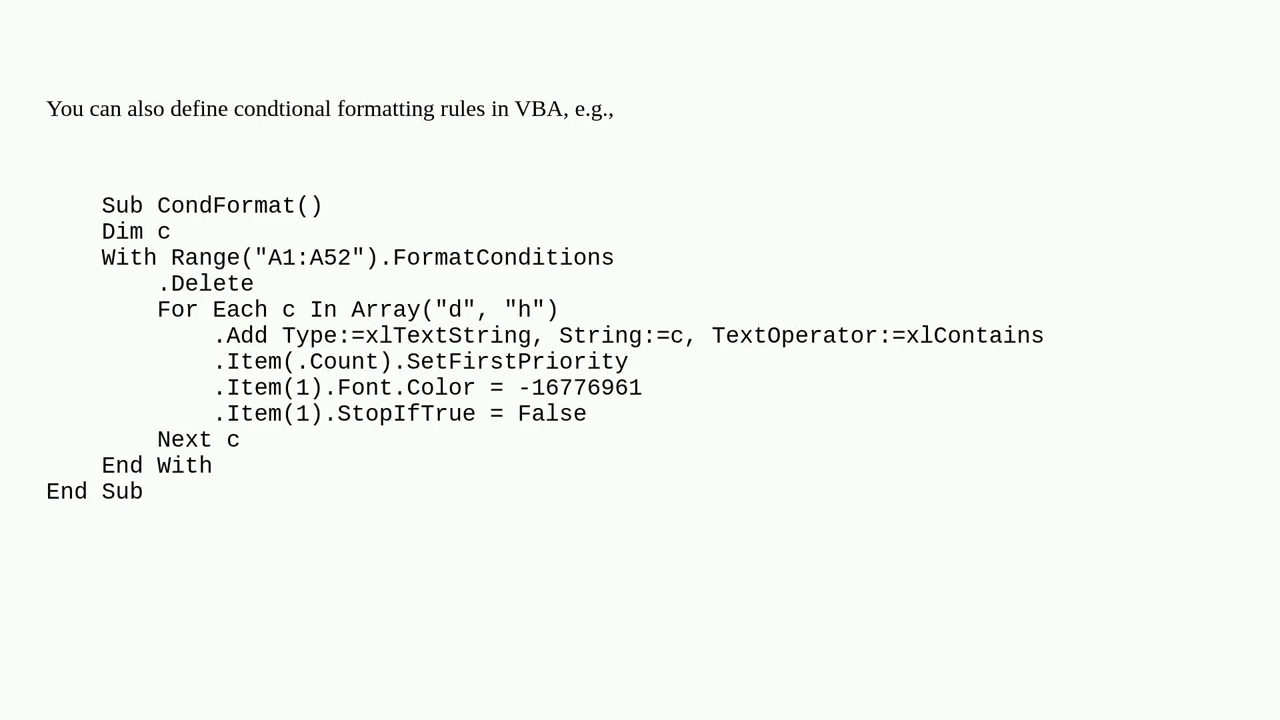 You can also define condtional formatting rules in VBA, e.g.,
    Sub CondFormat()
    Dim c
    With Range("A1:A52").FormatConditions
        .Delete
        For Each c In Array("d", "h")
            .Add Type:=xlTextString, String:=c, TextOperator:=xlContains
            .Item(.Count).SetFirstPriority
            .Item(1).Font.Color = -16776961
            .Item(1).StopIfTrue = False
        Next c
    End With
End Sub